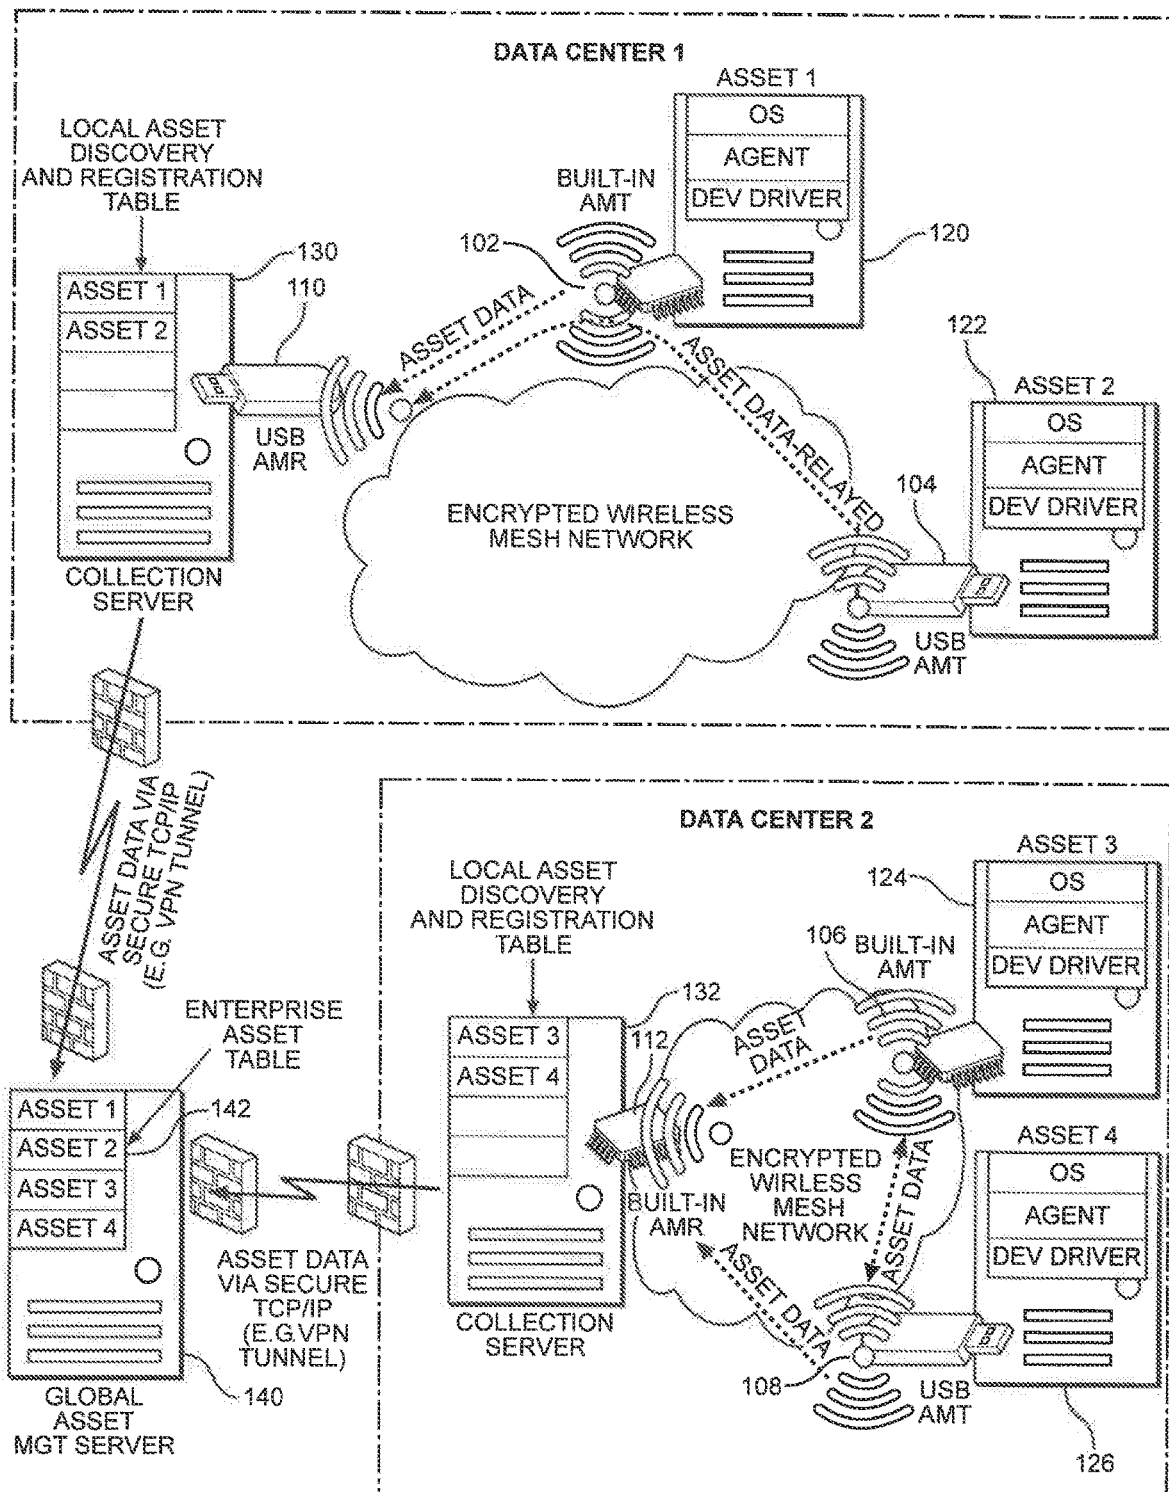 DATA CENTER 1
ASSET 1
OS
AGENT
DEV DRIVER
120
LOCAL ASSET
DISCOVERY
AND REGISTRATION
TABLE
BUILT-IN
AMT
102
130
110
ASSET 1
ASSET 2
ASSET DATA
ASSET DATA-RELAYED
USB
AMR
122
ASSET 2
OS
AGENT
DEV DRIVER
104
ENCRYPTED WIRELESS
MESH NETWORK
USB
AMT
COLLECTION
SERVER
ASSET DATA VIA
SECURE TCP/IP
(E.G. VPN TUNNEL)
DATA CENTER 2
ASSET 3
124
OS
AGENT
DEV DRIVER
LOCAL ASSET
DISCOVERY
AND REGISTRATION
TABLE
106
BUILT-IN
AMT
132
112
ASSET 3
ASSET 4
ASSET
DATA
ENTERPRISE
ASSET
TABLE
ASSET 1
ASSET 2
ASSET 3
ASSET 4
142
ENCRYPTED
WIRLESS
MESH
NETWORK
BUILT-IN
AMR
ASSET DATA
ASSET DATA
ASSET 4
OS
AGENT
DEV DRIVER
ASSET DATA
VIA SECURE
TCP/IP
(E.G.VPN
TUNNEL)
COLLECTION
SERVER
108
USB
AMT
126
140
GLOBAL
ASSET
MGT SERVER